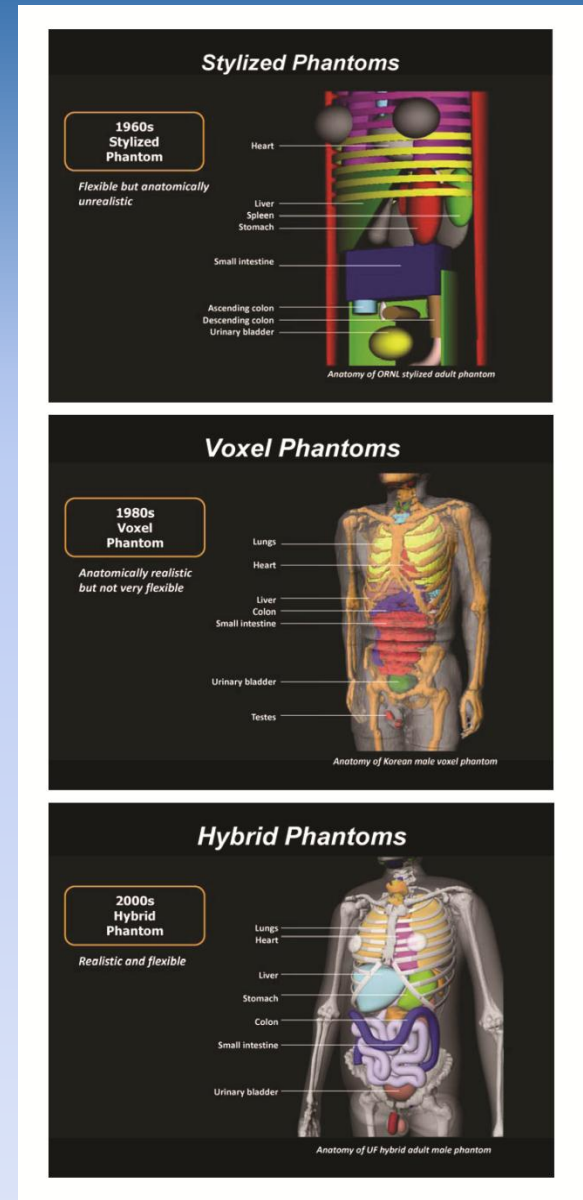 Stylized Phantoms
1960s
Stylized
Phantom
Flexible but anatomically
unrealistic
Heart
Liver
Spleen
Stomach
Small intestine
Ascending colon
Descending colon
Urinary bladder
Anatomy of ORNL stylized adult phantom
Voxel Phantoms
1980s
Voxel
Phantom
Anatomically realistic
but not very flexible
Lungs
Heart
Liver
Colon
Small intestine
Urinary bladder
Testes
Anatomy of Korean male voxel phantom
Hybrid Phantoms
2000s
Hybrid
Phantom
Realistic and flexible
Lungs
Heart
Liver
Stomach
Colon
Small intestine
Urinary bladder
Anatomy of UF hybrid adult male phantom